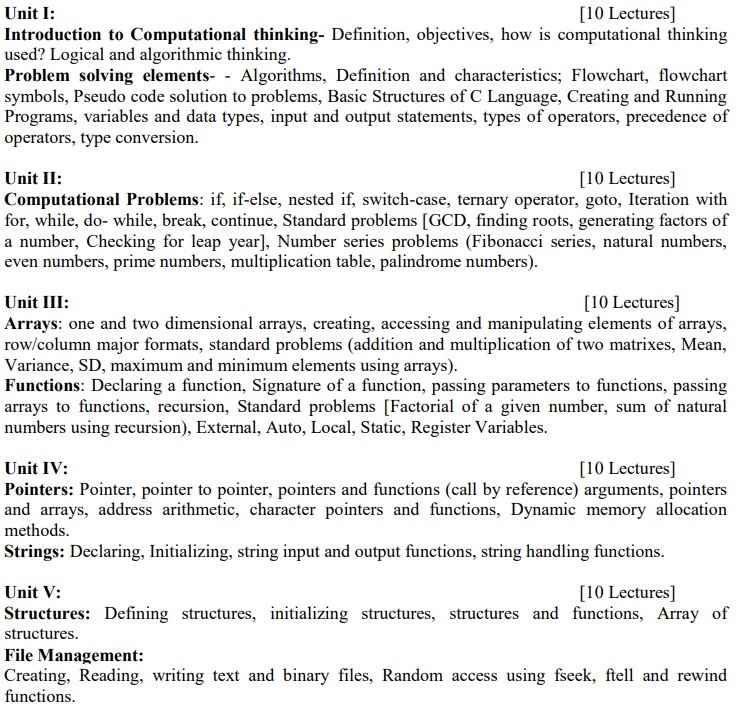 Unit I: [10 Lectures]
Introduction to Computational thinking- Definition, objectives, how is computational thinking
used? Logical and algorithmic thinking.
Problem solving elements- - Algorithms, Definition and characteristics; Flowchart, flowchart
symbols, Pseudo code solution to problems, Basic Structures of C Language, Creating and Running
Programs, variables and data types, input and output statements, types of operators, precedence of
operators, type conversion.
Unit II: [10 Lectures]
Computational Problems: if, if-else, nested if, switch-case, ternary operator, goto, Iteration with
for, while, do- while, break, continue, Standard problems [GCD, finding roots, generating factors of
a number, Checking for leap year], Number series problems (Fibonacci series, natural numbers,
even numbers, prime numbers, multiplication table, palindrome numbers).
Unit III: [10 Lectures]
Arrays: one and two dimensional arrays, creating, accessing and manipulating elements of arrays,
row/column major formats, standard problems (addition and multiplication of two matrixes, Mean,
Variance, SD, maximum and minimum elements using arrays).
Functions: Declaring a function, Signature of a function, passing parameters to functions, passing
arrays to functions, recursion, Standard problems [Factorial of a given number, sum of natural
numbers using recursion), External, Auto, Local, Static, Register Variables.
Unit IV: [10 Lectures]
Pointers: Pointer, pointer to pointer, pointers and functions (call by reference) arguments, pointers
and arrays, address arithmetic, character pointers and functions, Dynamic memory allocation
methods.
Strings: Declaring, Initializing, string input and output functions, string handling functions.
Unit V: [10 Lectures]
Structures: Defining structures, initializing structures, structures and functions, Array of
structures.
File Management:
Creating, Reading, writing text and binary files, Random access using fseek, ftell and rewind
functions.